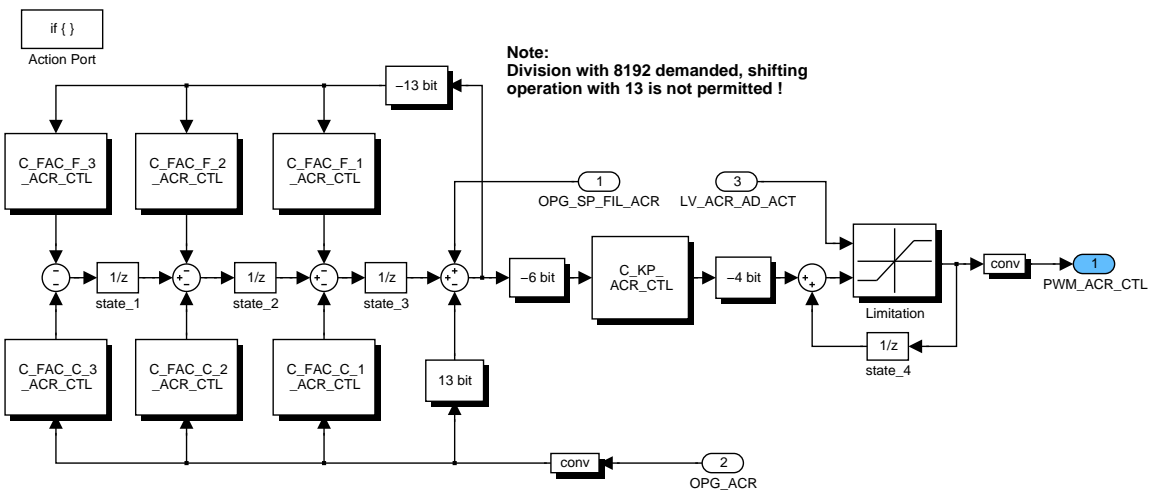 if { }
Action Port
Note:
Division with 8192 demanded, shifting
operation with 13 is not permitted !
–13 bit
C_FAC_F_3
_ACR_CTL
C_FAC_F_2
_ACR_CTL
C_FAC_F_1
_ACR_CTL
1
OPG_SP_FIL_ACR
3
LV_ACR_AD_ACT
1/z
state_1
1/z
state_2
1/z
state_3
–6 bit
C_KP_
ACR_CTL
–4 bit
Limitation
conv
1
PWM_ACR_CTL
1/z
state_4
C_FAC_C_3
_ACR_CTL
C_FAC_C_2
_ACR_CTL
C_FAC_C_1
_ACR_CTL
13 bit
conv
2
OPG_ACR